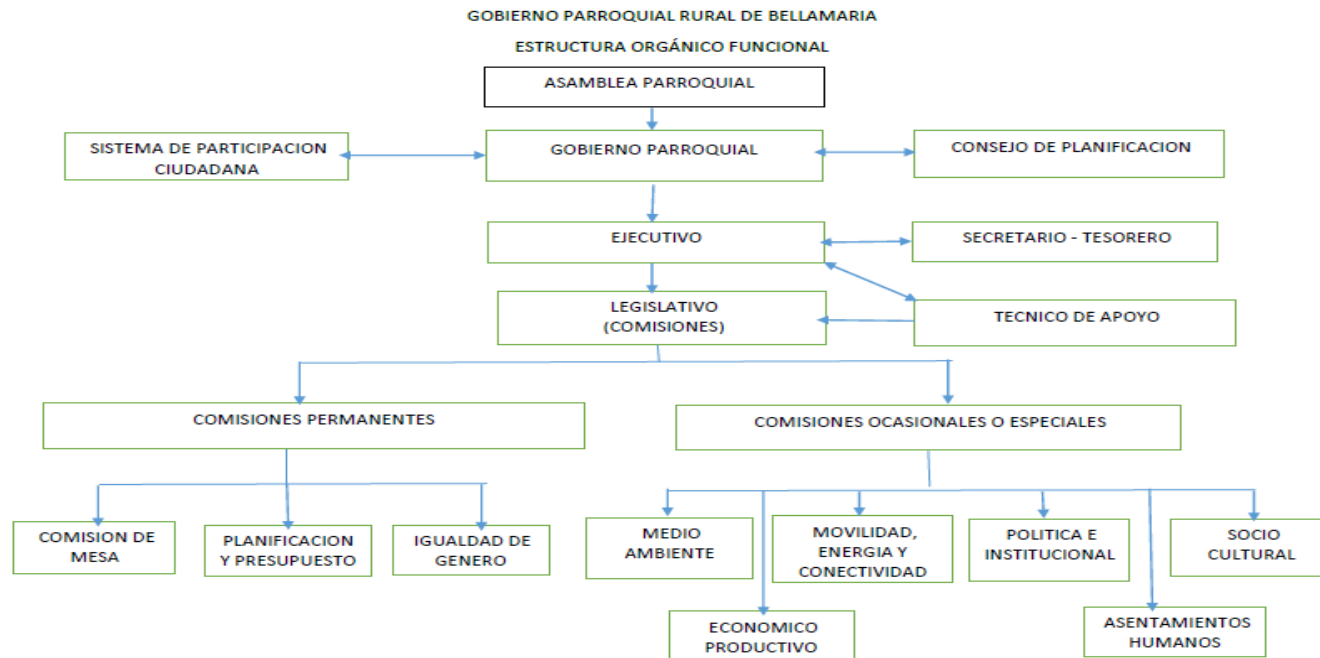 GOBIERNO PARROQUIAL RURAL DE BELLAMARIA
ESTRUCTURA ORGÁNICO FUNCIONAL
ASAMBLEA PARROQUIAL
SISTEMA DE PARTICIPACION
CIUDADANA
GOBIERNO PARROQUIAL
CONSEJO DE PLANIFICACION
EJECUTIVO
SECRETARIO - TESORERO
LEGISLATIVO
(COMISIONES)
TECNICO DE APOYO
COMISIONES PERMANENTES
COMISIONES OCASIONALES O ESPECIALES
COMISION DE
MESA
PLANIFICACION
Y PRESUPUESTO
IGUALDAD DE
GENERO
MEDIO
AMBIENTE
MOVILIDAD,
ENERGIA Y
CONECTIVIDAD
POLITICA E
INSTITUCIONAL
SOCIO
CULTURAL
ECONOMICO
PRODUCTIVO
ASENTAMIENTOS
HUMANOS